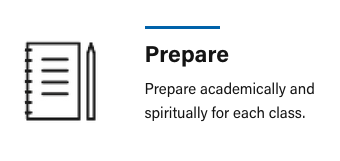 Prepare
Prepare academically and
spiritually for each class.